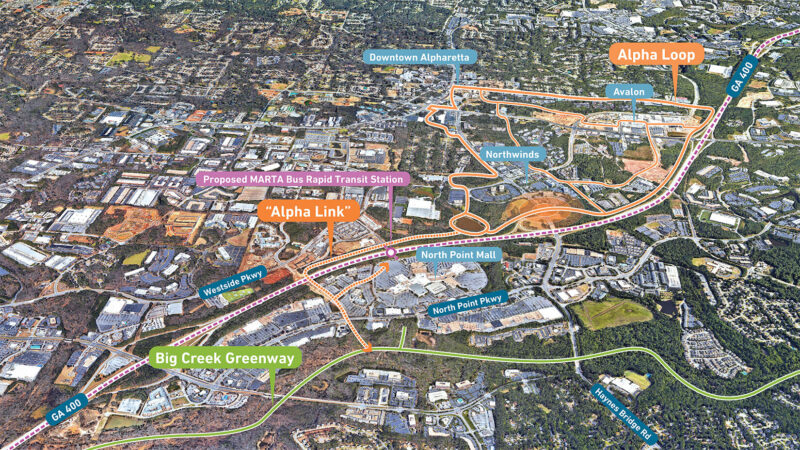 Downtown Alpharetta
Alpha Loop
GA 400
Avalon
Northwinds
Proposed MARTA Bus Rapid Transit Station
“Alpha Link”
North Point Mall
Westside Pkwy
North Point Pkwy
Big Creek Greenway
GA 400
Haynes Bridge Rd